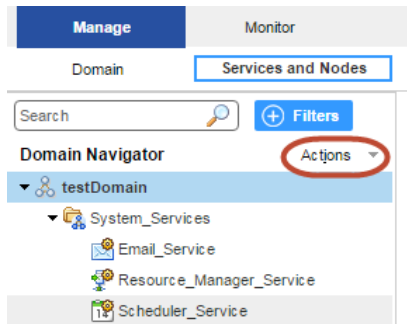 Manage Monitor
Domain Services and Nodes
Search Filters
Domain Navigator Actions
testDomain
System_Services
Email_Service
Resource_Manager_Service
Scheduler_Service